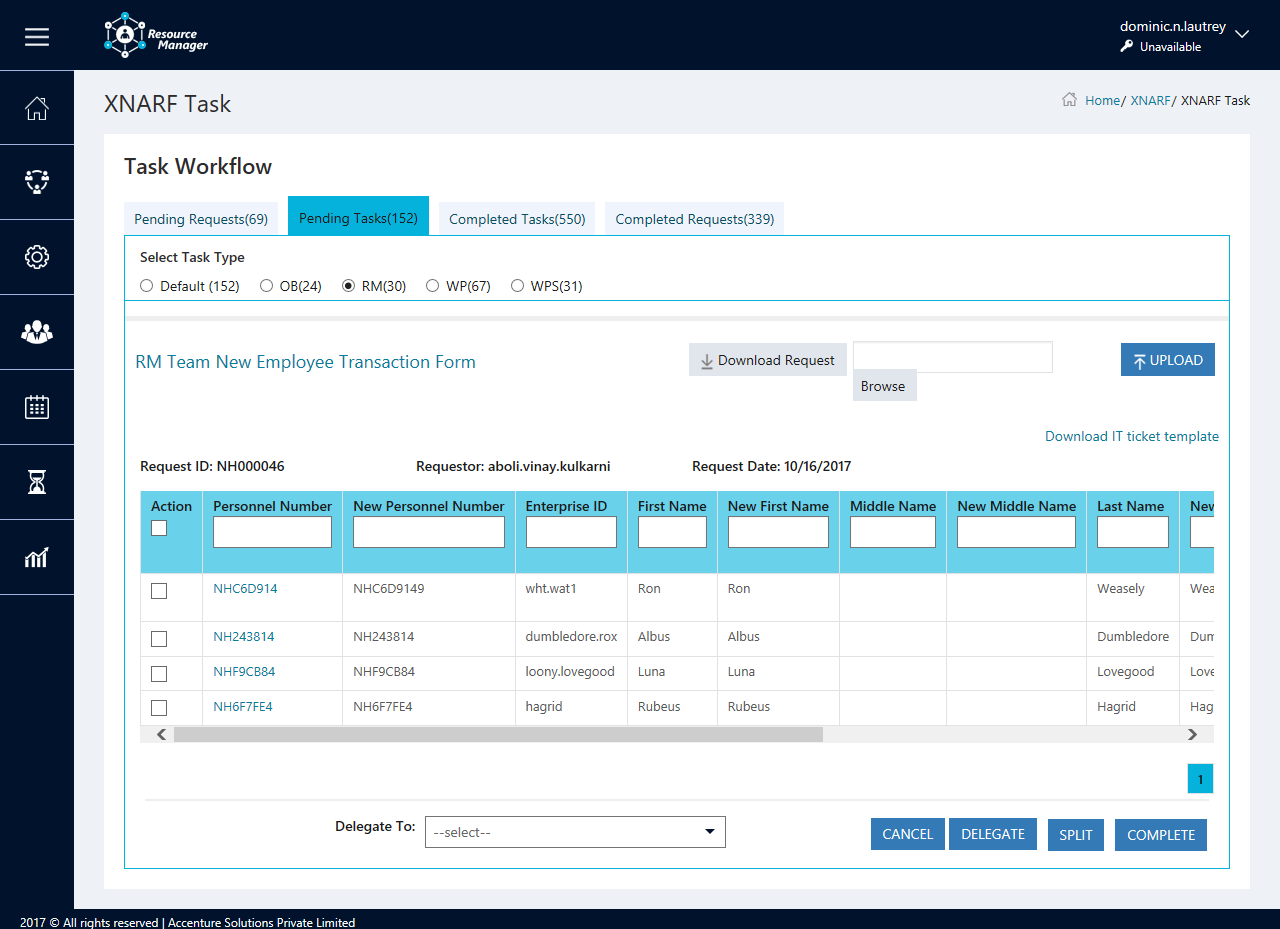 Resource Manager
dominic.n.lautrey
Unavailable
XNARF Task
Home/ XNARF/ XNARF Task
Task Workflow
Pending Requests(69) Pending Tasks(152) Completed Tasks(550) Completed Requests(339)
Select Task Type
Default (152) OB(24) RM(30) WP(67) WPS(31)
RM Team New Employee Transaction Form
Download Request
Browse
UPLOAD
Download IT ticket template
Request ID: NH000046 Requestor: aboli.vinay.kulkarni Request Date: 10/16/2017
Action Personnel Number New Personnel Number Enterprise ID First Name New First Name Middle Name New Middle Name Last Name New
NHC6D914 NHC6D9149 wht.wat1 Ron Ron Weasely Wea
NH243814 NH243814 dumbledore.rox Albus Albus Dumbledore Dum
NHF9CB84 NHF9CB84 loony.lovegood Luna Luna Lovegood Love
NH6F7FE4 NH6F7FE4 hagrid Rubeus Rubeus Hagrid Hag
1
Delegate To: --select-- CANCEL DELEGATE SPLIT COMPLETE
2017 © All rights reserved | Accenture Solutions Private Limited